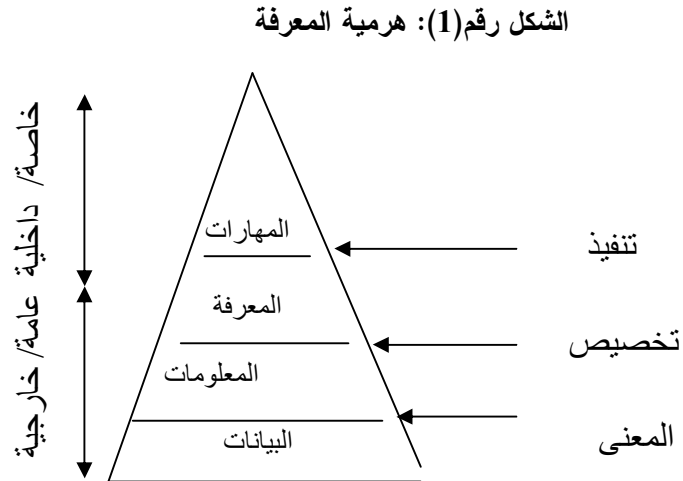 الشكل رقم(1): هرمية المعرفة
خاصة/ داخلية
عامة/ خارجية
المهارات
تنفيذ
المعرفة
تخصيص
المعلومات
المعنى
البيانات